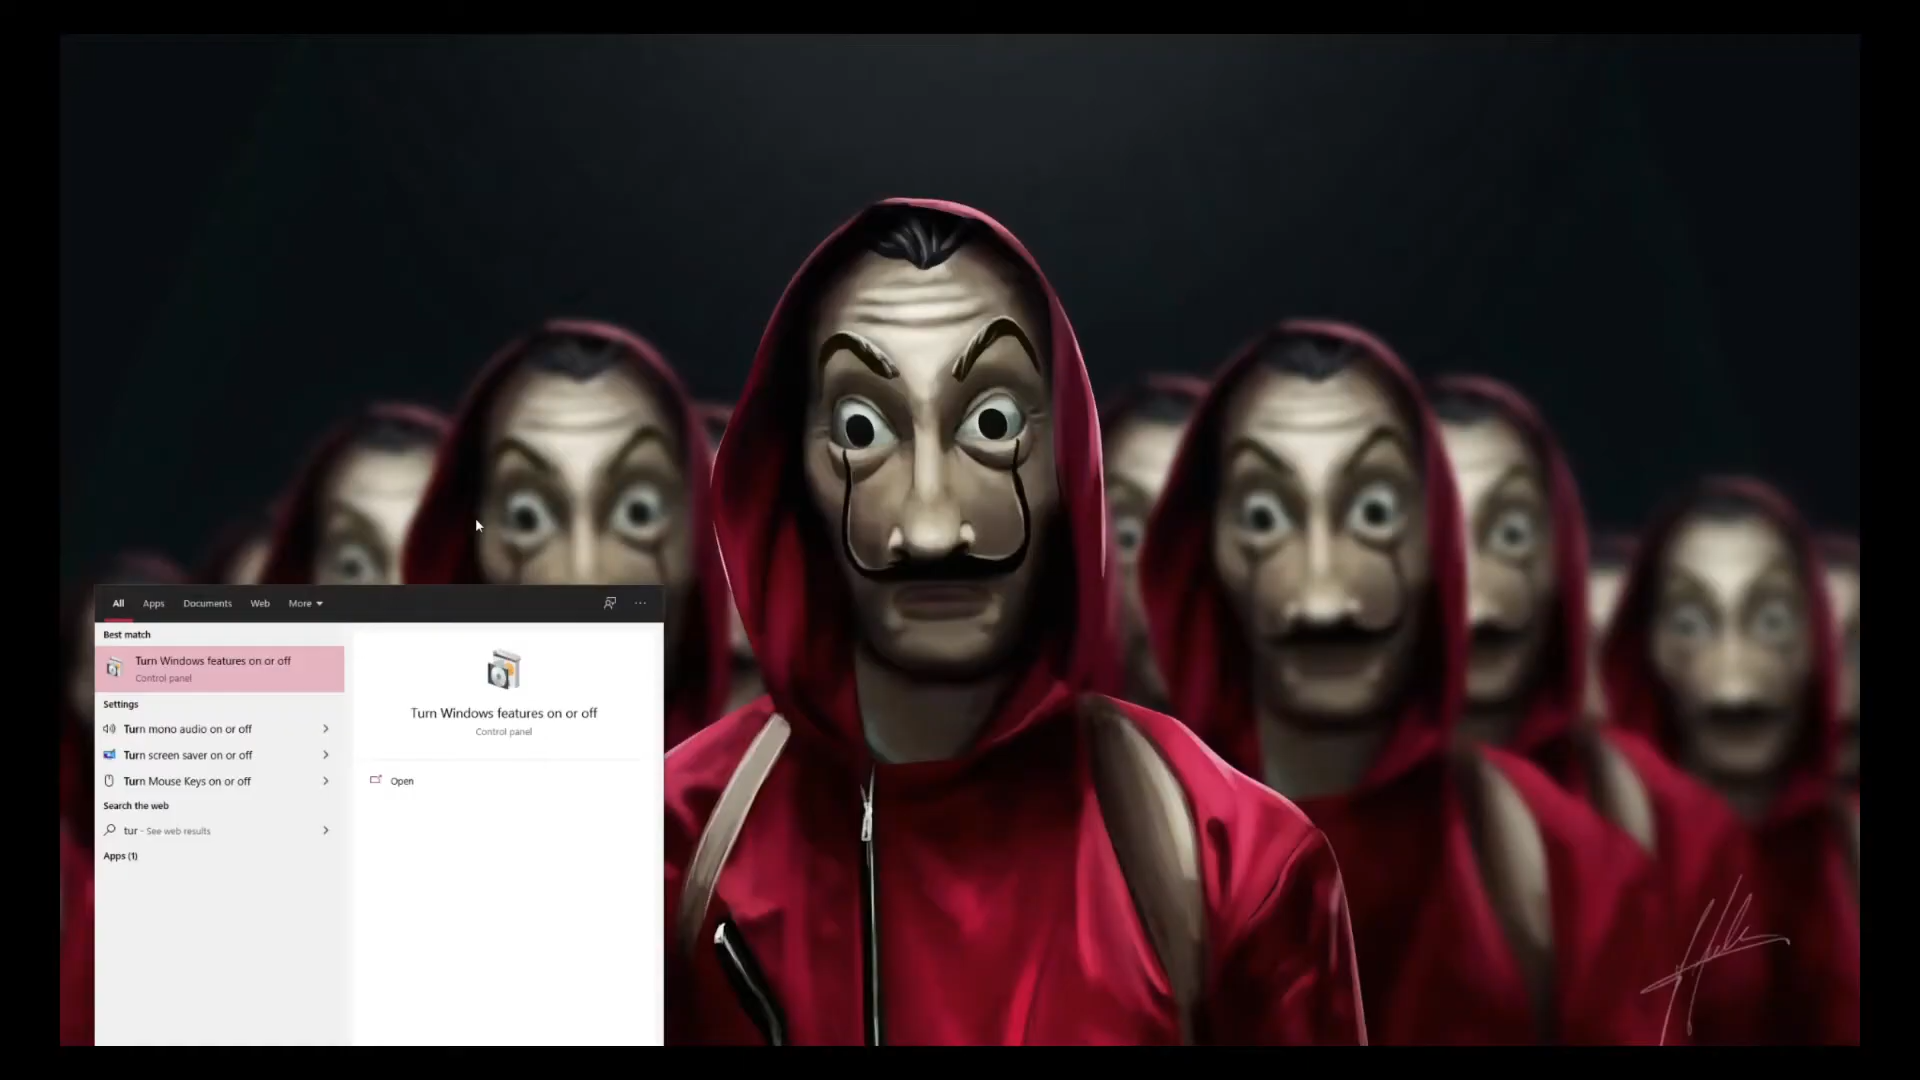 All Apps Documents Web More
Best match
Turn Windows features on or off
Control panel
Settings
Turn mono audio on or off
Turn screen saver on or off
Turn Mouse Keys on or off
Search the web
tur - See web results
Apps (1)
Turn Windows features on or off
Control panel
Open